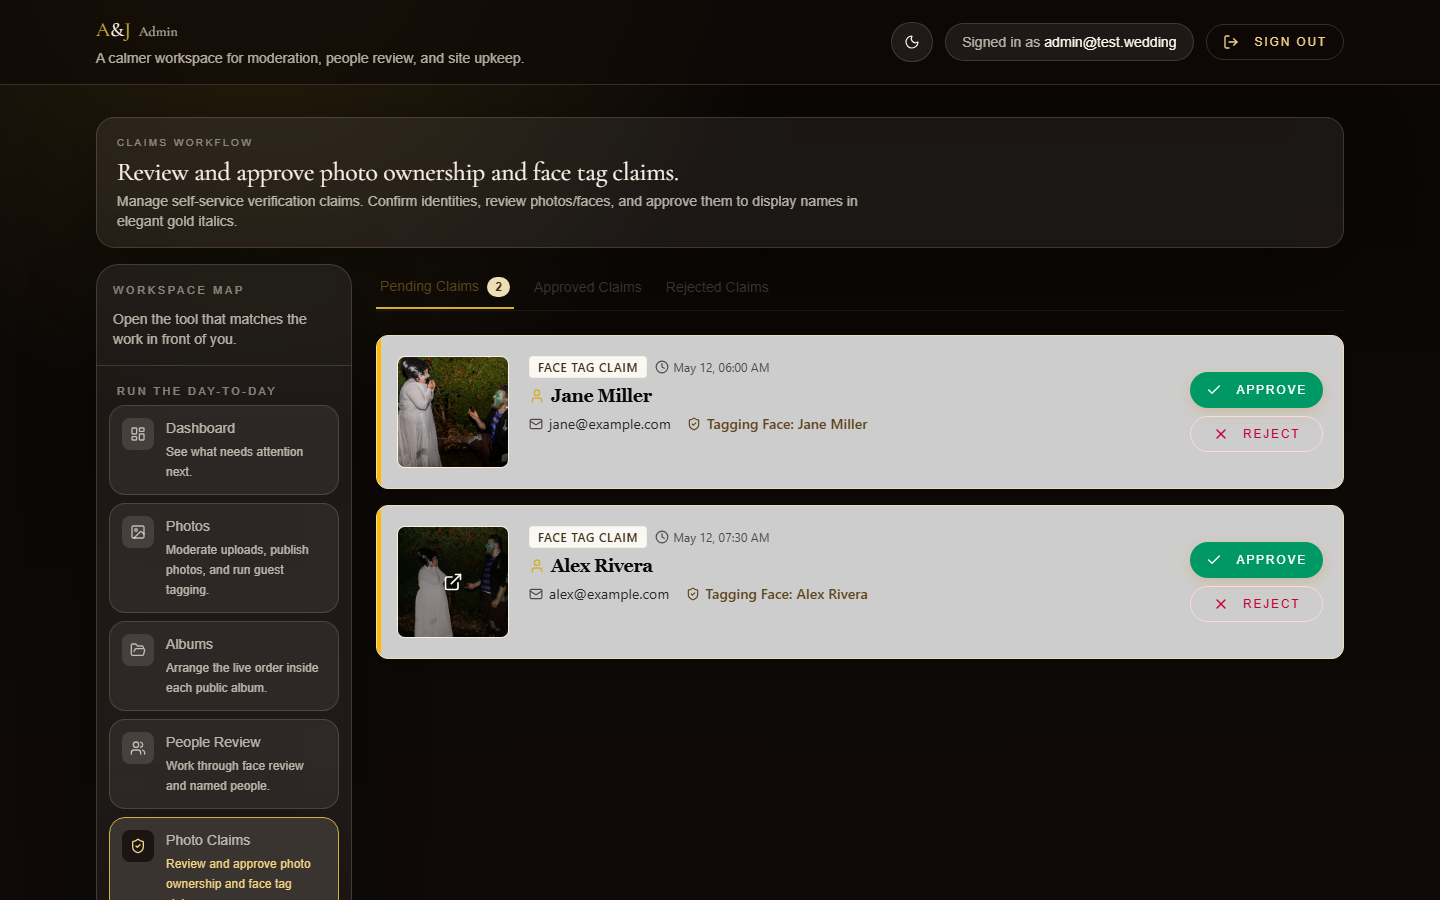 A&J Admin
A calmer workspace for moderation, people review, and site upkeep.
Signed in as admin@test.wedding
SIGN OUT
CLAIMS WORKFLOW
Review and approve photo ownership and face tag claims.
Manage self-service verification claims. Confirm identities, review photos/faces, and approve them to display names in
elegant gold italics.
WORKSPACE MAP
Open the tool that matches the
work in front of you.
RUN THE DAY-TO-DAY
Dashboard
See what needs attention
next.
Photos
Moderate uploads, publish
photos, and run guest
tagging.
Albums
Arrange the live order inside
each public album.
People Review
Work through face review
and named people.
Photo Claims
Review and approve photo
ownership and face tag
Pending Claims 2
Approved Claims
Rejected Claims
FACE TAG CLAIM May 12, 06:00 AM
Jane Miller
jane@example.com Tagging Face: Jane Miller
APPROVE
REJECT
FACE TAG CLAIM May 12, 07:30 AM
Alex Rivera
alex@example.com Tagging Face: Alex Rivera
APPROVE
REJECT